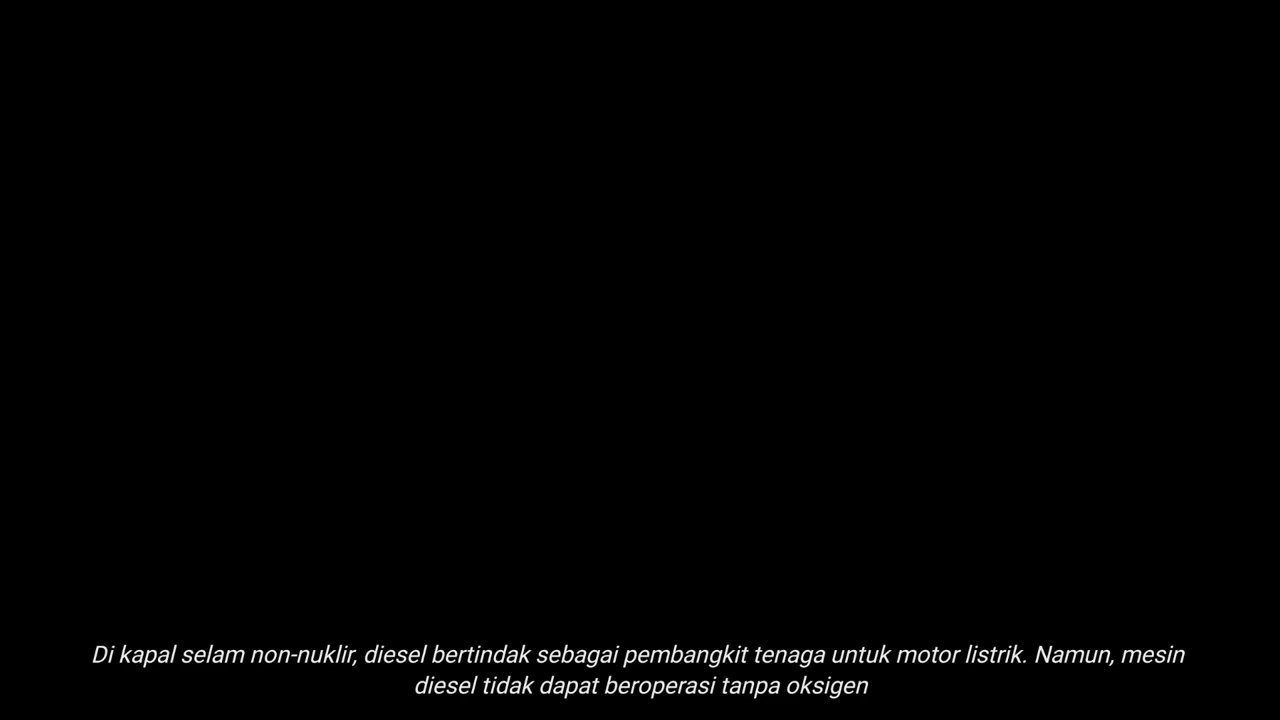 Di kapal selam non-nuklir, diesel bertindak sebagai pembangkit tenaga untuk motor listrik. Namun, mesin
diesel tidak dapat beroperasi tanpa oksigen